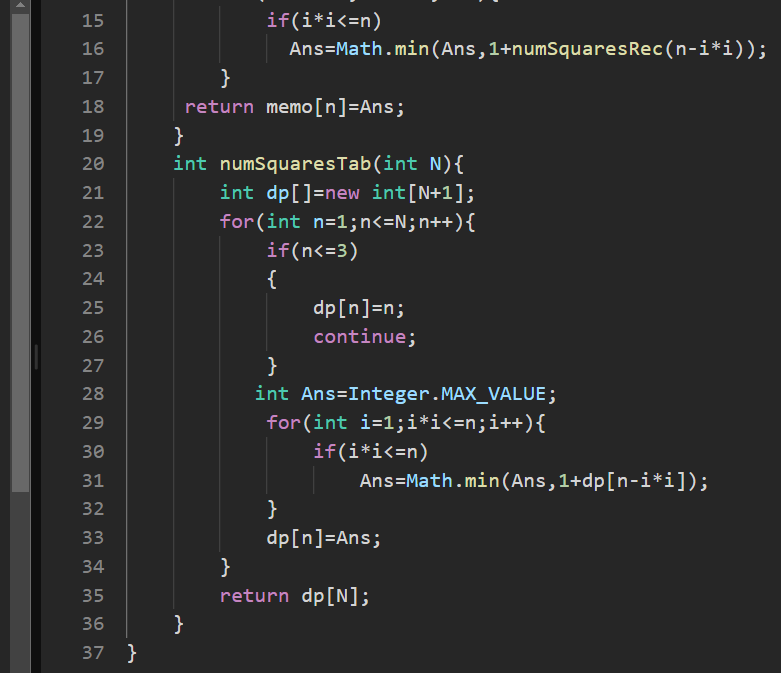 15 if(i*i<=n)
16 Ans=Math.min(Ans,1+numSquaresRec(n-i*i));
17 }
18 return memo[n]=Ans;
19 }
20 int numSquaresTab(int N){
21 int dp[]=new int[N+1];
22 for(int n=1;n<=N;n++){
23 if(n<=3)
24 {
25 dp[n]=n;
26 continue;
27 }
28 int Ans=Integer.MAX_VALUE;
29 for(int i=1;i*i<=n;i++){
30 if(i*i<=n)
31 Ans=Math.min(Ans,1+dp[n-i*i]);
32 }
33 dp[n]=Ans;
34 }
35 return dp[N];
36 }
37 }